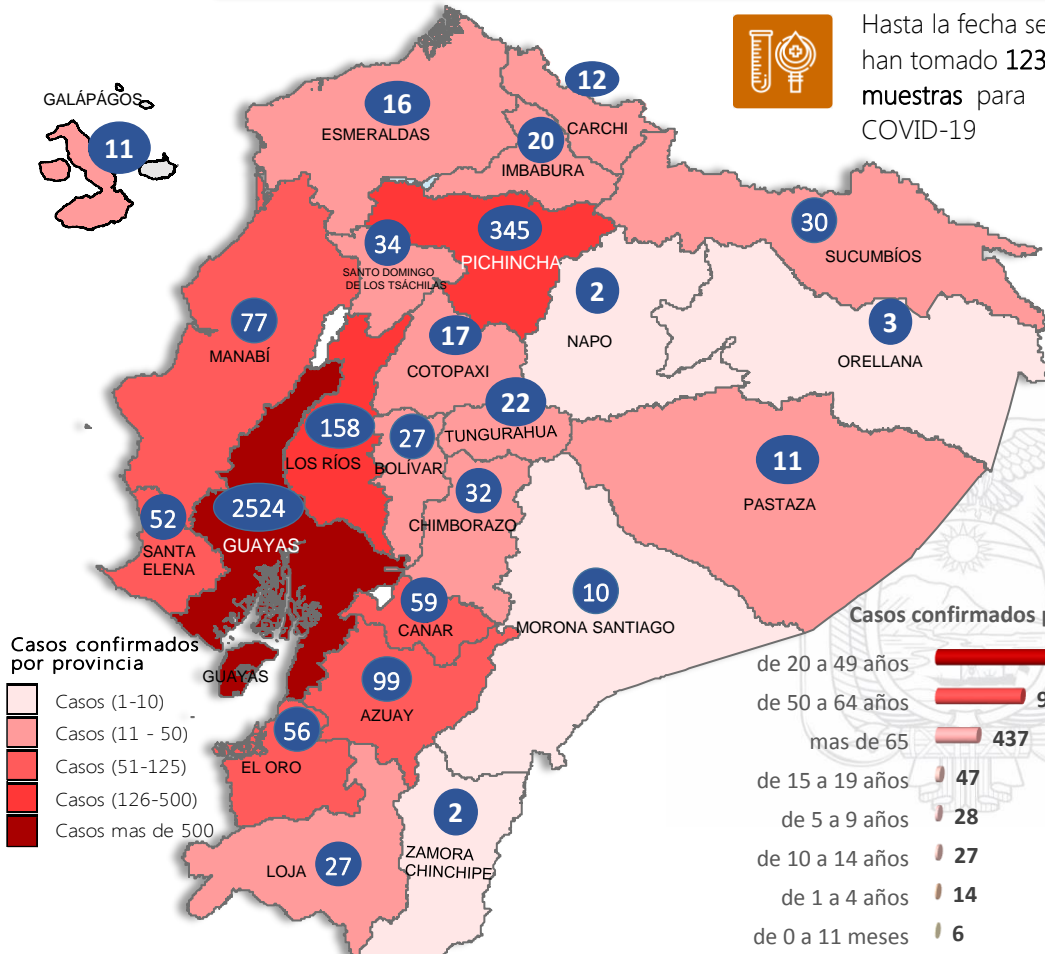 Hasta la fecha se
han tomado 123
muestras para
COVID-19
GALÁPÁGOS
11
16
ESMERALDAS
12
CARCHI
20
IMBABURA
30
SUCUMBÍOS
345
PICHINCHA
34
SANTO DOMINGO
DE LOS TSÁCHILAS
2
NAPO
3
ORELLANA
77
MANABÍ
17
COTOPAXI
22
TUNGURAHUA
158
LOS RÍOS
27
BOLÍVAR
11
PASTAZA
32
CHIMBORAZO
2524
GUAYAS
52
SANTA
ELENA
10
MORONA SANTIAGO
59
CANAR
GUAYAS
99
AZUAY
56
EL ORO
2
ZAMORA
CHINCHIPE
LOJA 27
Casos confirmados
por provincia
Casos (1-10)
Casos (11 - 50)
Casos (51-125)
Casos (126-500)
Casos mas de 500
Casos confirmados p
de 20 a 49 años
de 50 a 64 años 9
mas de 65 437
de 15 a 19 años 47
de 5 a 9 años 28
de 10 a 14 años 27
de 1 a 4 años 14
de 0 a 11 meses 6